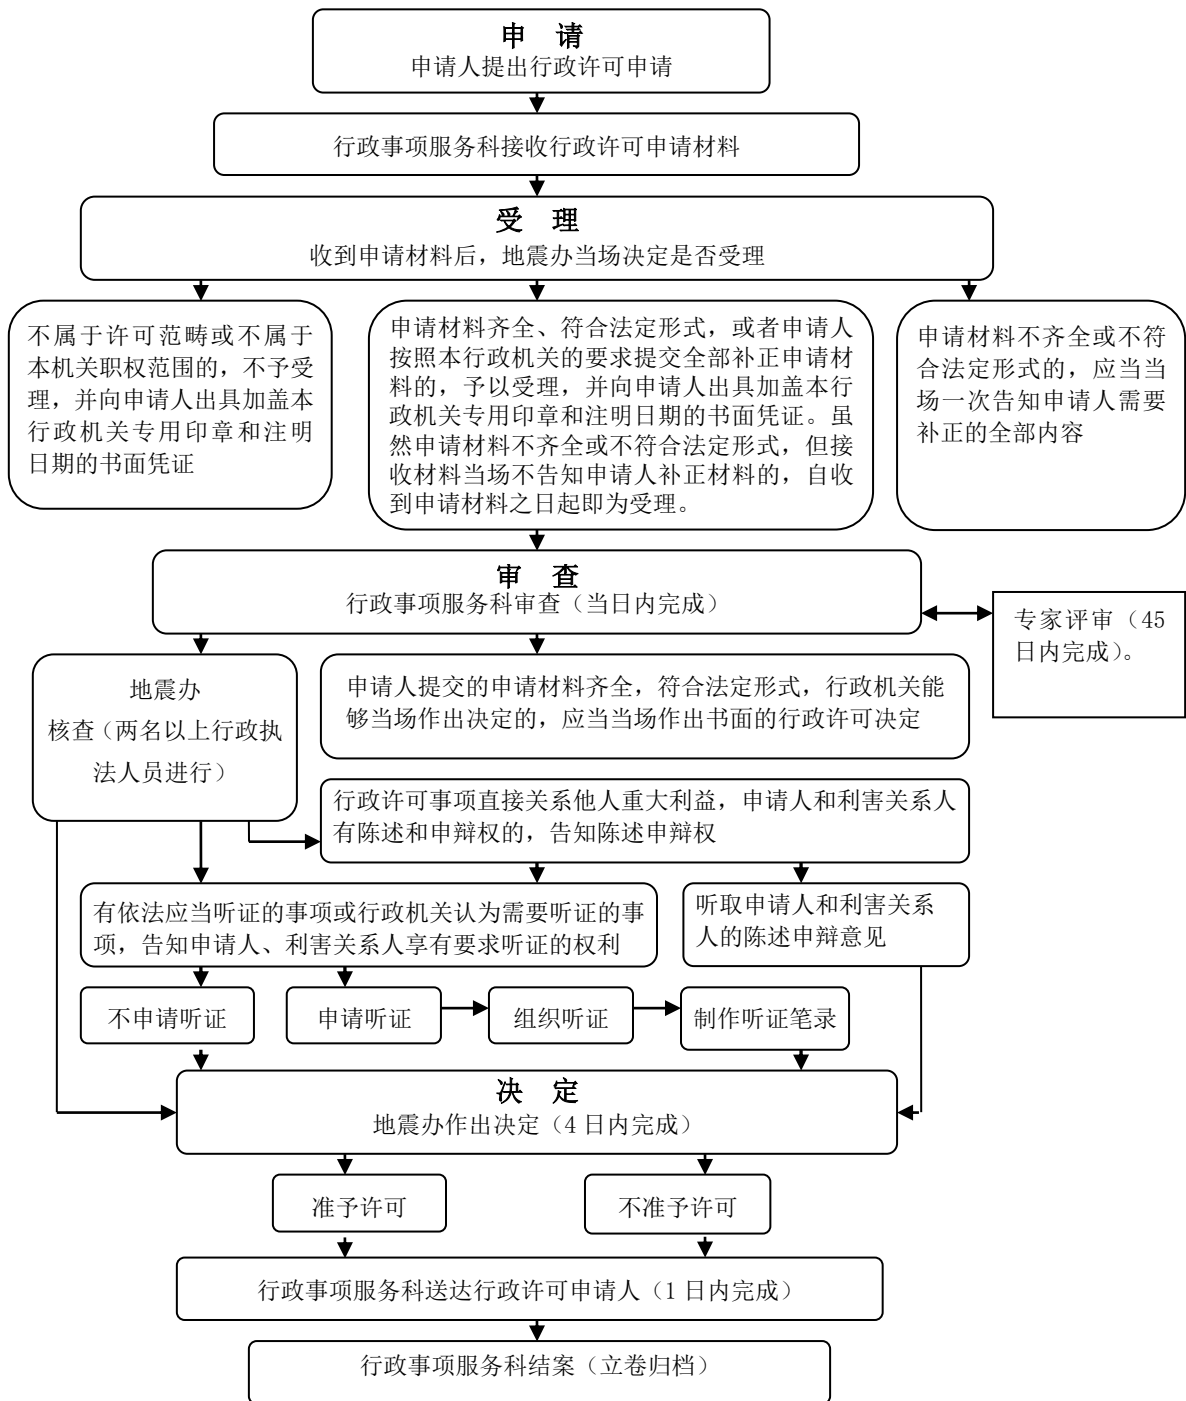 申 请
申请人提出行政许可申请
行政事项服务科接收行政许可申请材料
受 理
收到申请材料后，地震办当场决定是否受理
不属于许可范畴或不属于
本机关职权范围的，不予受
理，并向申请人出具加盖本
行政机关专用印章和注明
日期的书面凭证
申请材料齐全、符合法定形式，或者申请人
按照本行政机关的要求提交全部补正申请材
料的，予以受理，并向申请人出具加盖本行
政机关专用印章和注明日期的书面凭证。虽
然申请材料不齐全或不符合法定形式，但接
收材料当场不告知申请人补正材料的，自收
到申请材料之日起即为受理。
申请材料不齐全或不符
合法定形式的，应当当
场一次告知申请人需要
补正的全部内容
审 查
行政事项服务科审查（当日内完成）
专家评审（45
日内完成）。
地震办
核查（两名以上行政执
法人员进行）
申请人提交的申请材料齐全，符合法定形式，行政机关能
够当场作出决定的，应当当场作出书面的行政许可决定
行政许可事项直接关系他人重大利益，申请人和利害关系人
有陈述和申辩权的，告知陈述申辩权
有依法应当听证的事项或行政机关认为需要听证的事
项，告知申请人、利害关系人享有要求听证的权利
听取申请人和利害关系
人的陈述申辩意见
不申请听证
申请听证
组织听证
制作听证笔录
决 定
地震办作出决定（4 日内完成）
准予许可
不准予许可
行政事项服务科送达行政许可申请人（1 日内完成）
行政事项服务科结案（立卷归档）